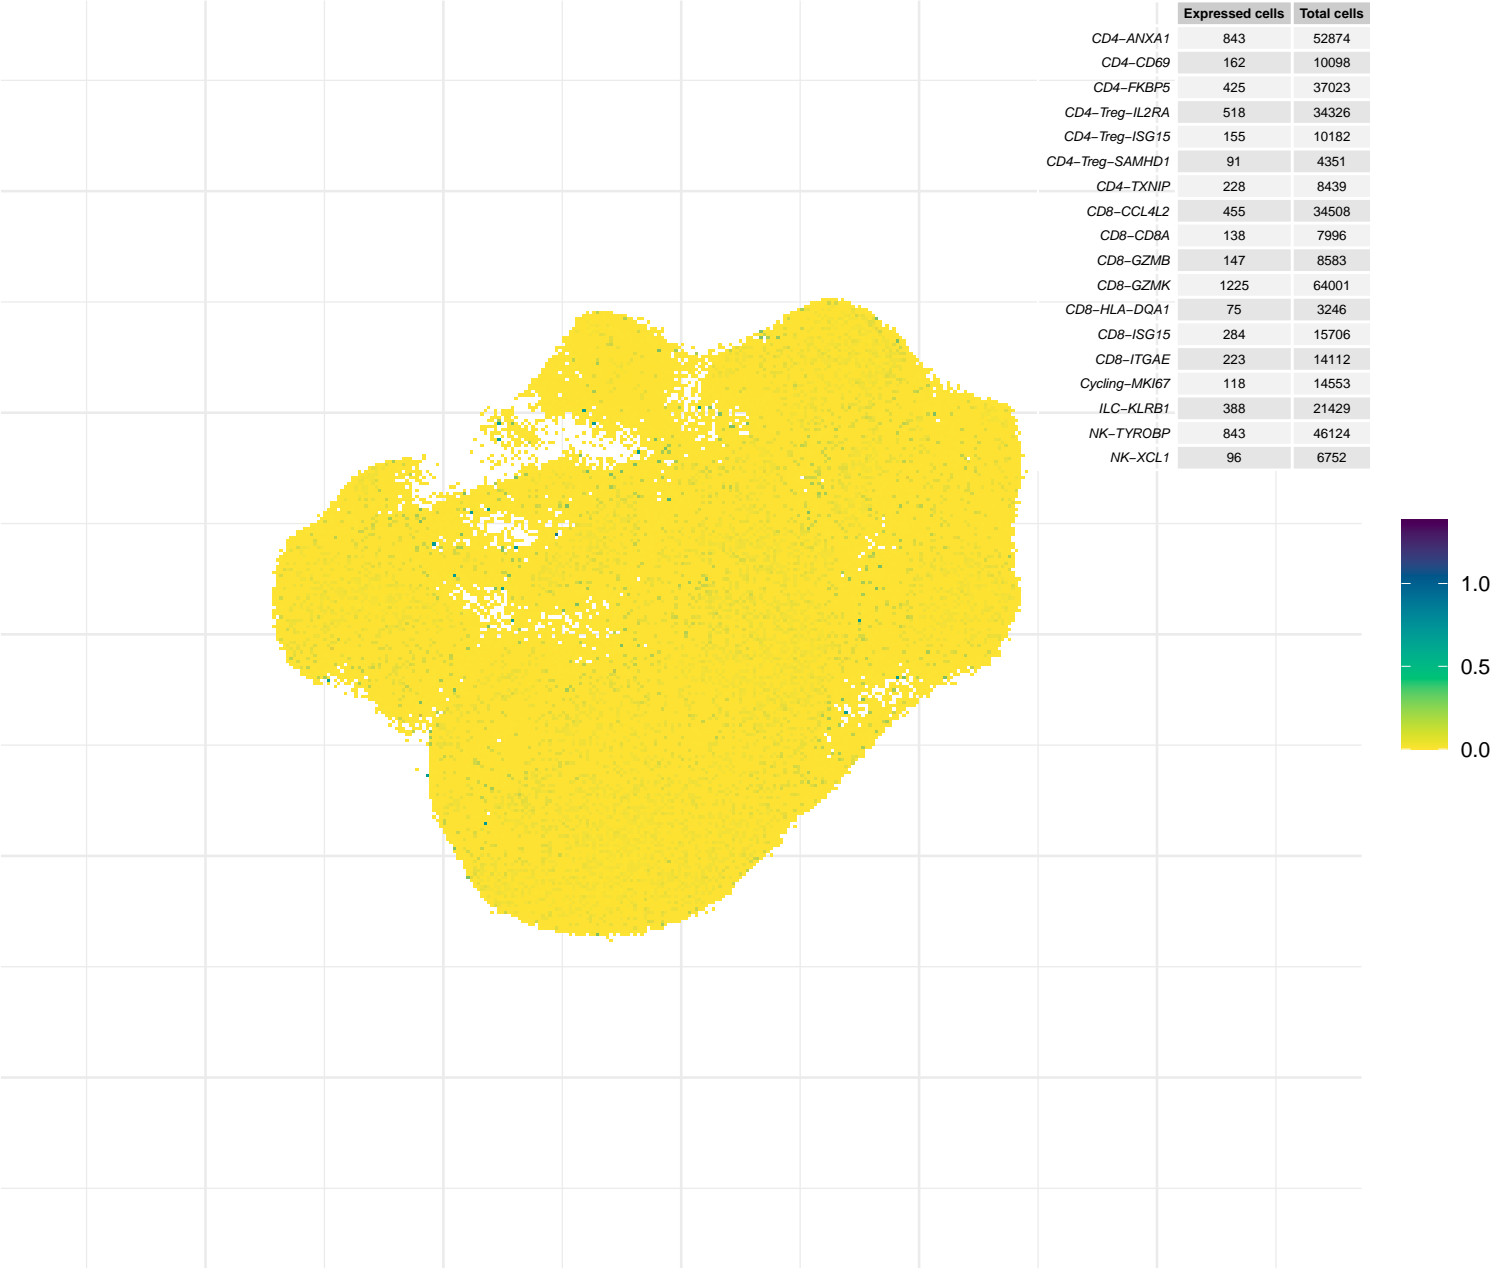 Expressed cells Total cells
CD4−ANXA1 843 52874
CD4−CD69 162 10098
CD4−FKBP5 425 37023
CD4−Treg−IL2RA 518 34326
CD4−Treg−ISG15 155 10182
CD4−Treg−SAMHD1 91 4351
CD4−TXNIP 228 8439
CD8−CCL4L2 455 34508
CD8−CD8A 138 7996
CD8−GZMB 147 8583
CD8−GZMK 1225 64001
CD8−HLA−DQA1 75 3246
CD8−ISG15 284 15706
CD8−ITGAE 223 14112
Cycling−MKI67 118 14553
ILC−KLRB1 388 21429
NK−TYROBP 843 46124
NK−XCL1 96 6752
1.0
0.5
0.0